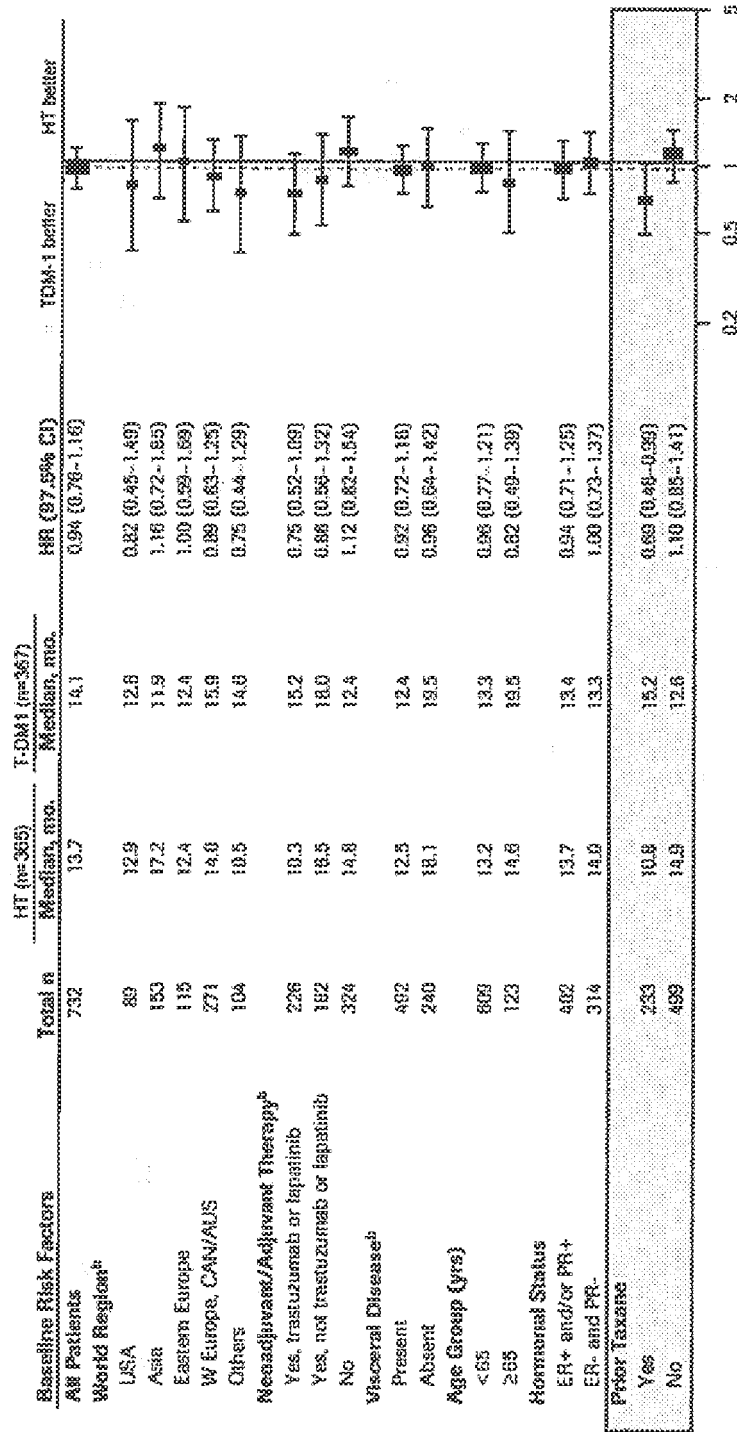 HT (n=365) T-DM1 (n=367)
Baseline Risk Factors Total n Median, mo. Median, mo. HR (97.5% CI) TDM-1 better HT better
All Patients 732 13.7 14.1 0.94 (0.76–1.16)
World Regionᵇ
USA 89 12.9 12.8 0.82 (0.45–1.49)
Asia 153 17.2 11.9 1.16 (0.72–1.85)
Eastern Europe 115 12.4 12.4 1.00 (0.59–1.69)
W Europe, CAN/AUS 271 14.0 15.9 0.89 (0.63–1.25)
Others 104 10.5 14.8 0.75 (0.44–1.29)
Neoadjuvant/Adjuvant Therapyᵇ
Yes, trastuzumab or lapatinib 226 10.3 15.2 0.75 (0.52–1.09)
Yes, not trastuzumab or lapatinib 182 16.5 18.0 0.86 (0.56–1.32)
No 324 14.8 12.4 1.12 (0.82–1.54)
Visceral Diseaseᵇ
Present 492 12.5 12.4 0.92 (0.72–1.18)
Absent 240 18.1 19.5 0.96 (0.64–1.42)
Age Group (yrs)
<65 609 13.2 13.3 0.96 (0.77–1.21)
≥65 123 14.6 19.5 0.82 (0.49–1.39)
Hormonal Status
ER+ and/or PR+ 402 13.7 13.4 0.94 (0.71–1.25)
ER- and PR- 314 14.0 13.3 1.00 (0.73–1.37)
Prior Taxane
Yes 233 10.8 15.2 0.69 (0.48–0.99)
No 499 14.9 12.6 1.10 (0.85–1.41)
0.2 0.5 1 2 5